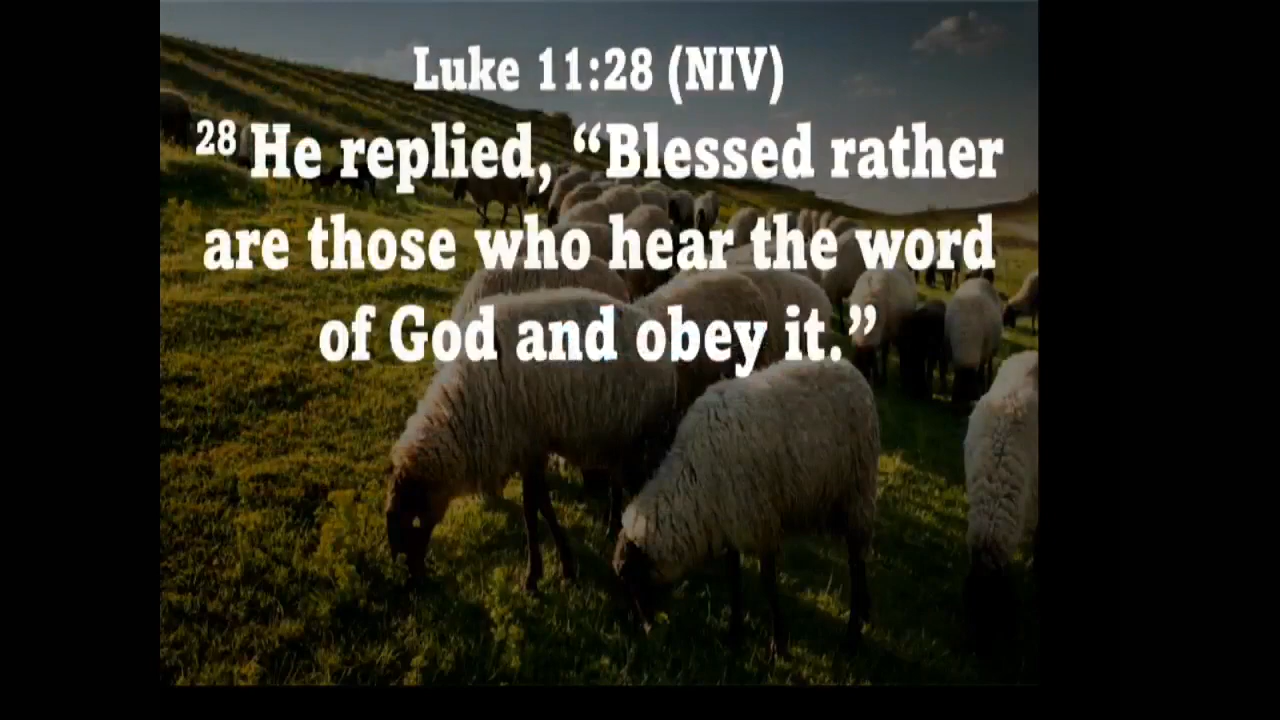 Luke 11:28 (NIV)
28 He replied, “Blessed rather
are those who hear the word
of God and obey it.”